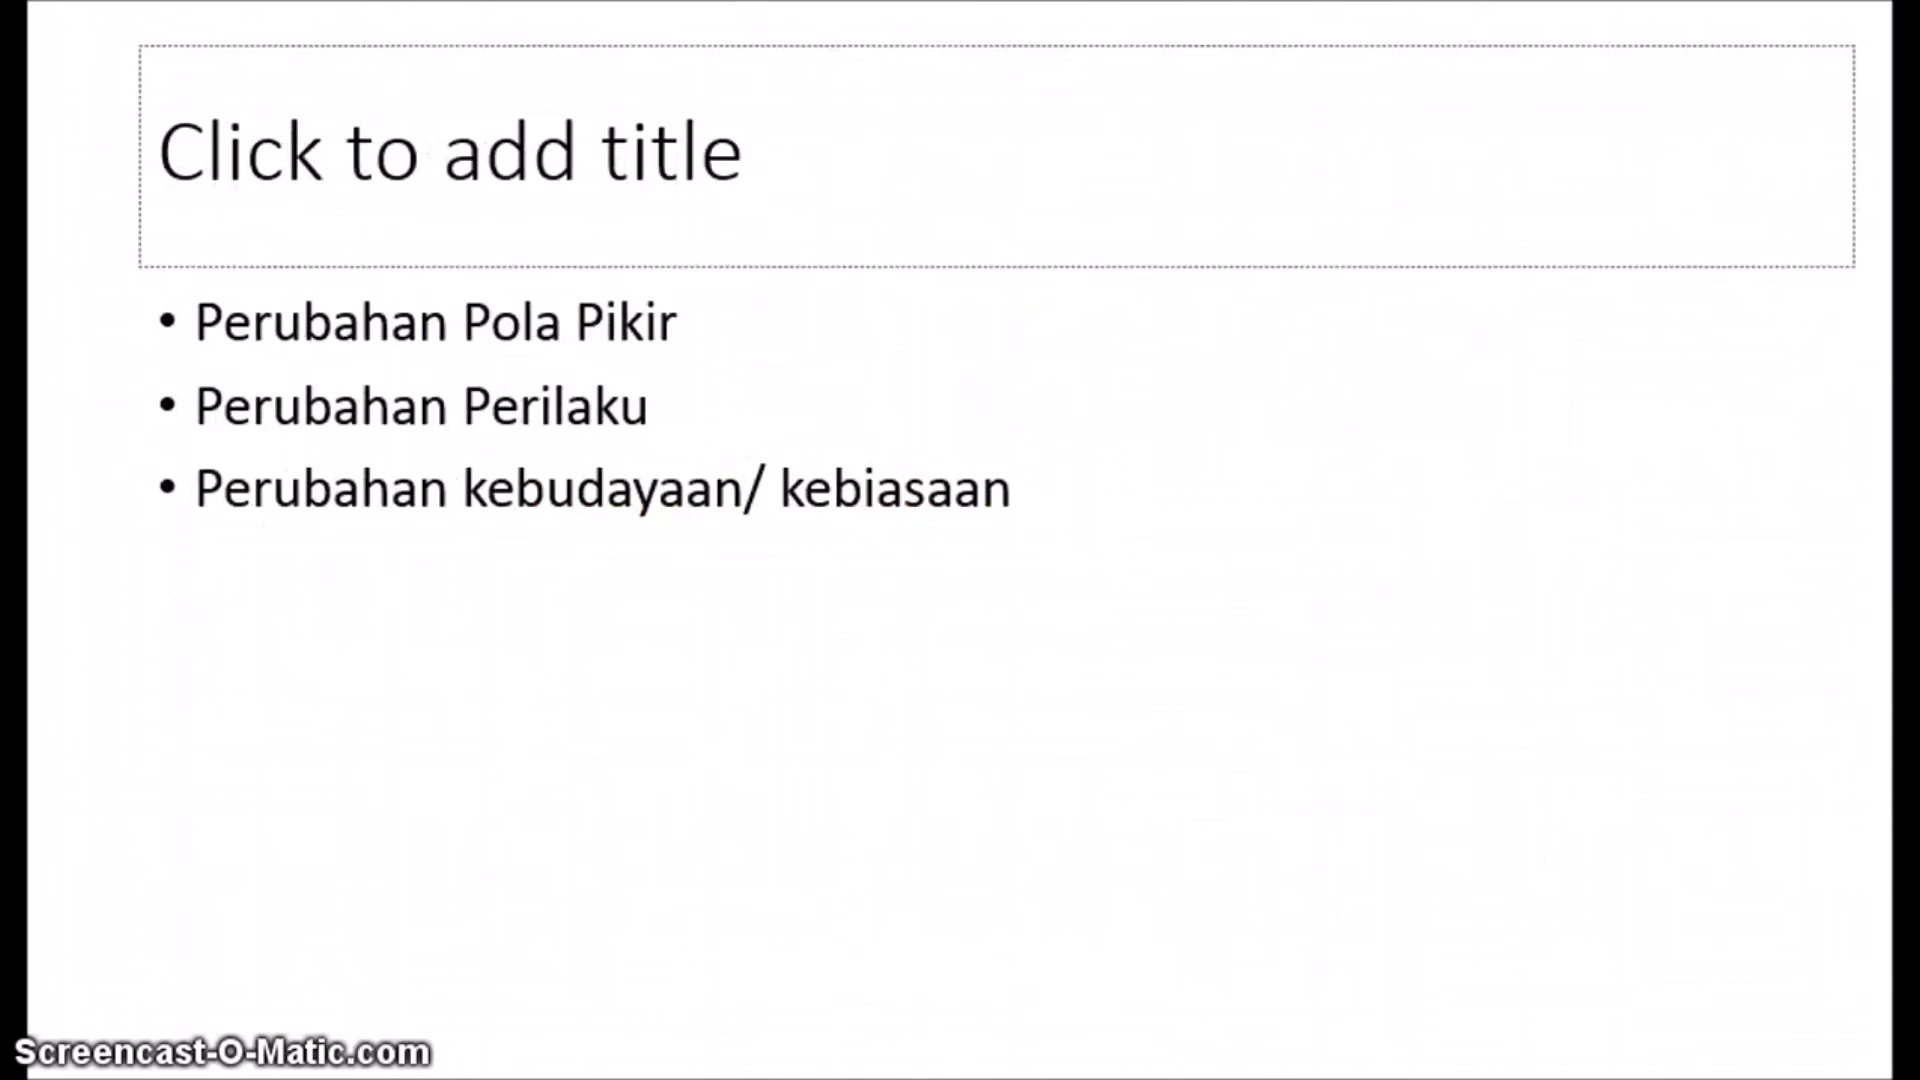 Click to add title
• Perubahan Pola Pikir
• Perubahan Perilaku
• Perubahan kebudayaan/ kebiasaan
Screencast-O-Matic.com